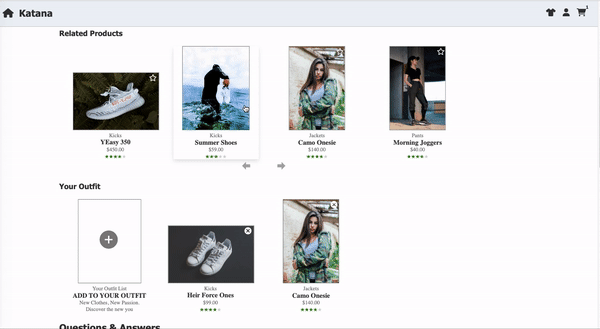 Katana
1
Related Products
Kicks
YEasy 350
$450.00
Kicks
Summer Shoes
$59.00
Jackets
Camo Onesie
$140.00
Pants
Morning Joggers
$40.00
Your Outfit
Your Outfit List
ADD TO YOUR OUTFIT
New Clothes, New Passion.
Discover the new you
Kicks
Heir Force Ones
$99.00
Jackets
Camo Onesie
$140.00
Questions & Answers